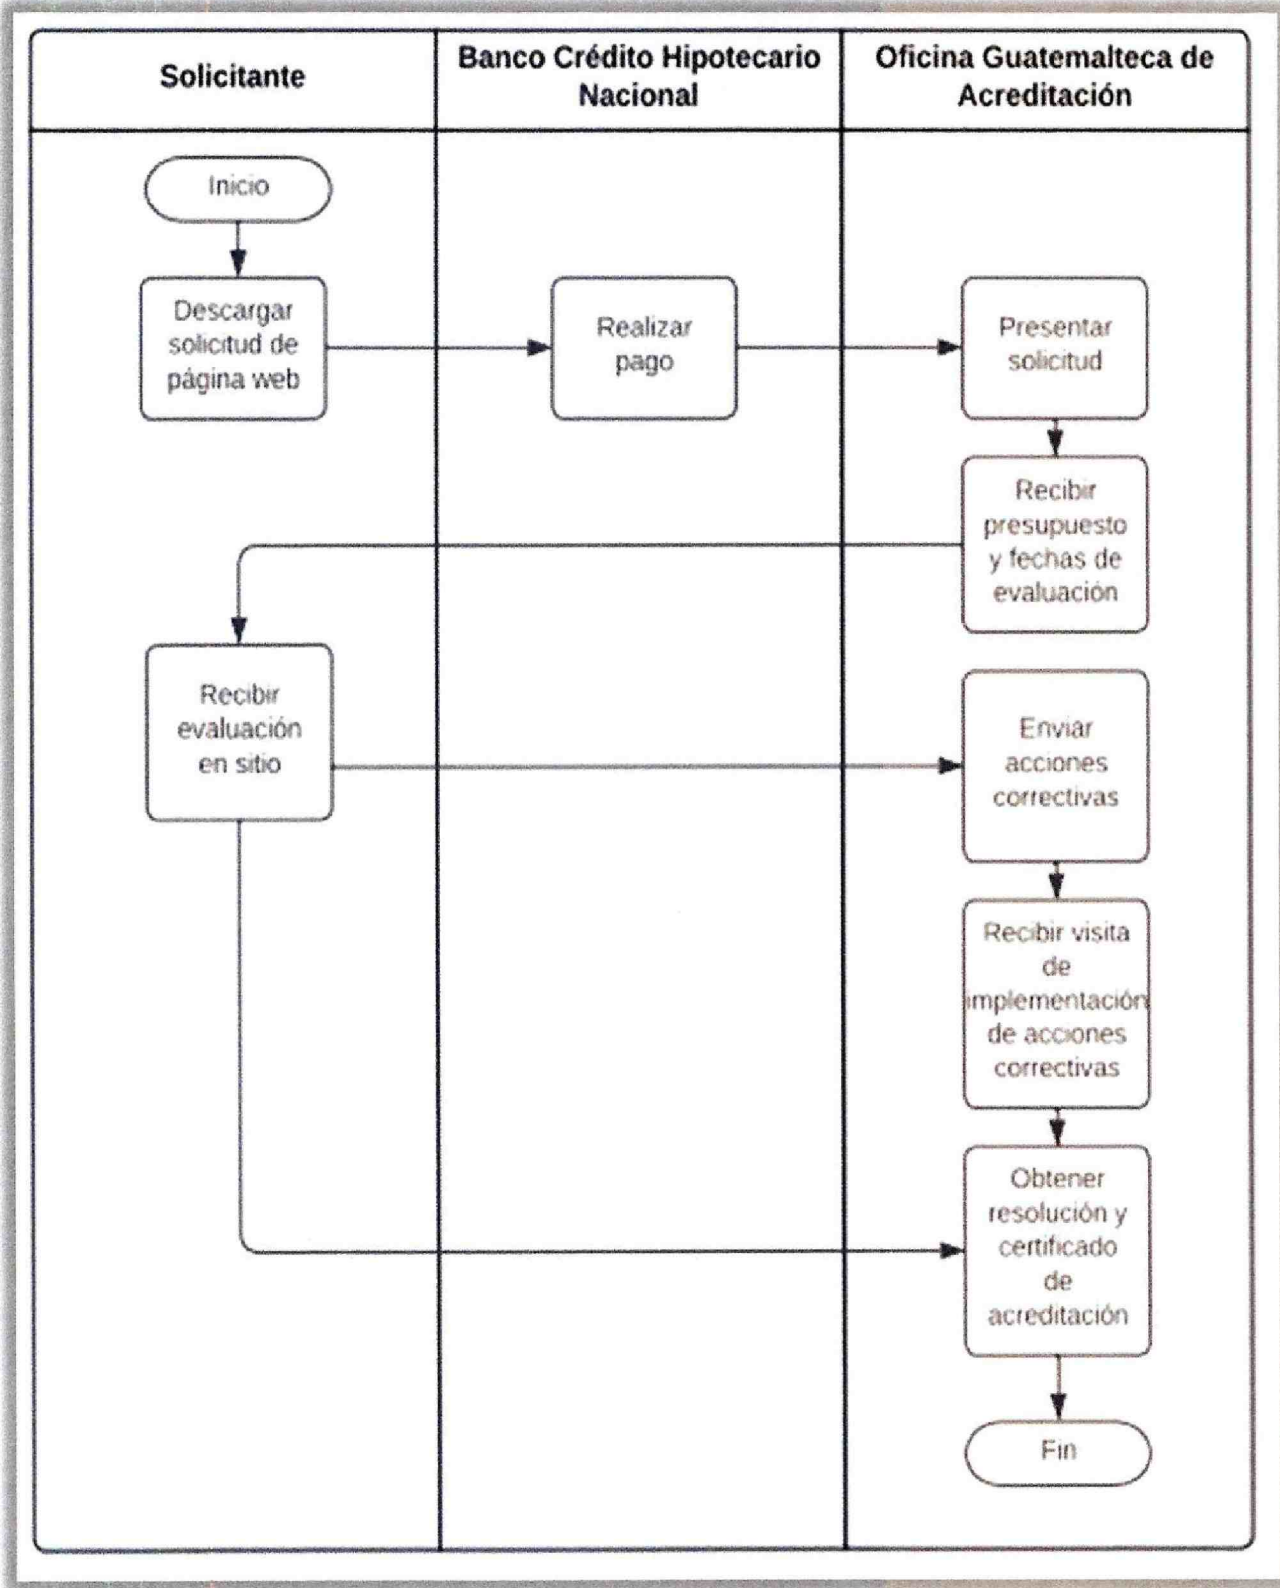 Solicitante
Banco Crédito Hipotecario
Nacional
Oficina Guatemalteca de
Acreditación
Inicio
Descargar
solicitud de
página web
Realizar
pago
Presentar
solicitud
Recibir
presupuesto
y fechas de
evaluación
Recibir
evaluación
en sitio
Enviar
acciones
correctivas
Recibir visita
de
implementación
de acciones
correctivas
Obtener
resolución y
certificado
de
acreditación
Fin